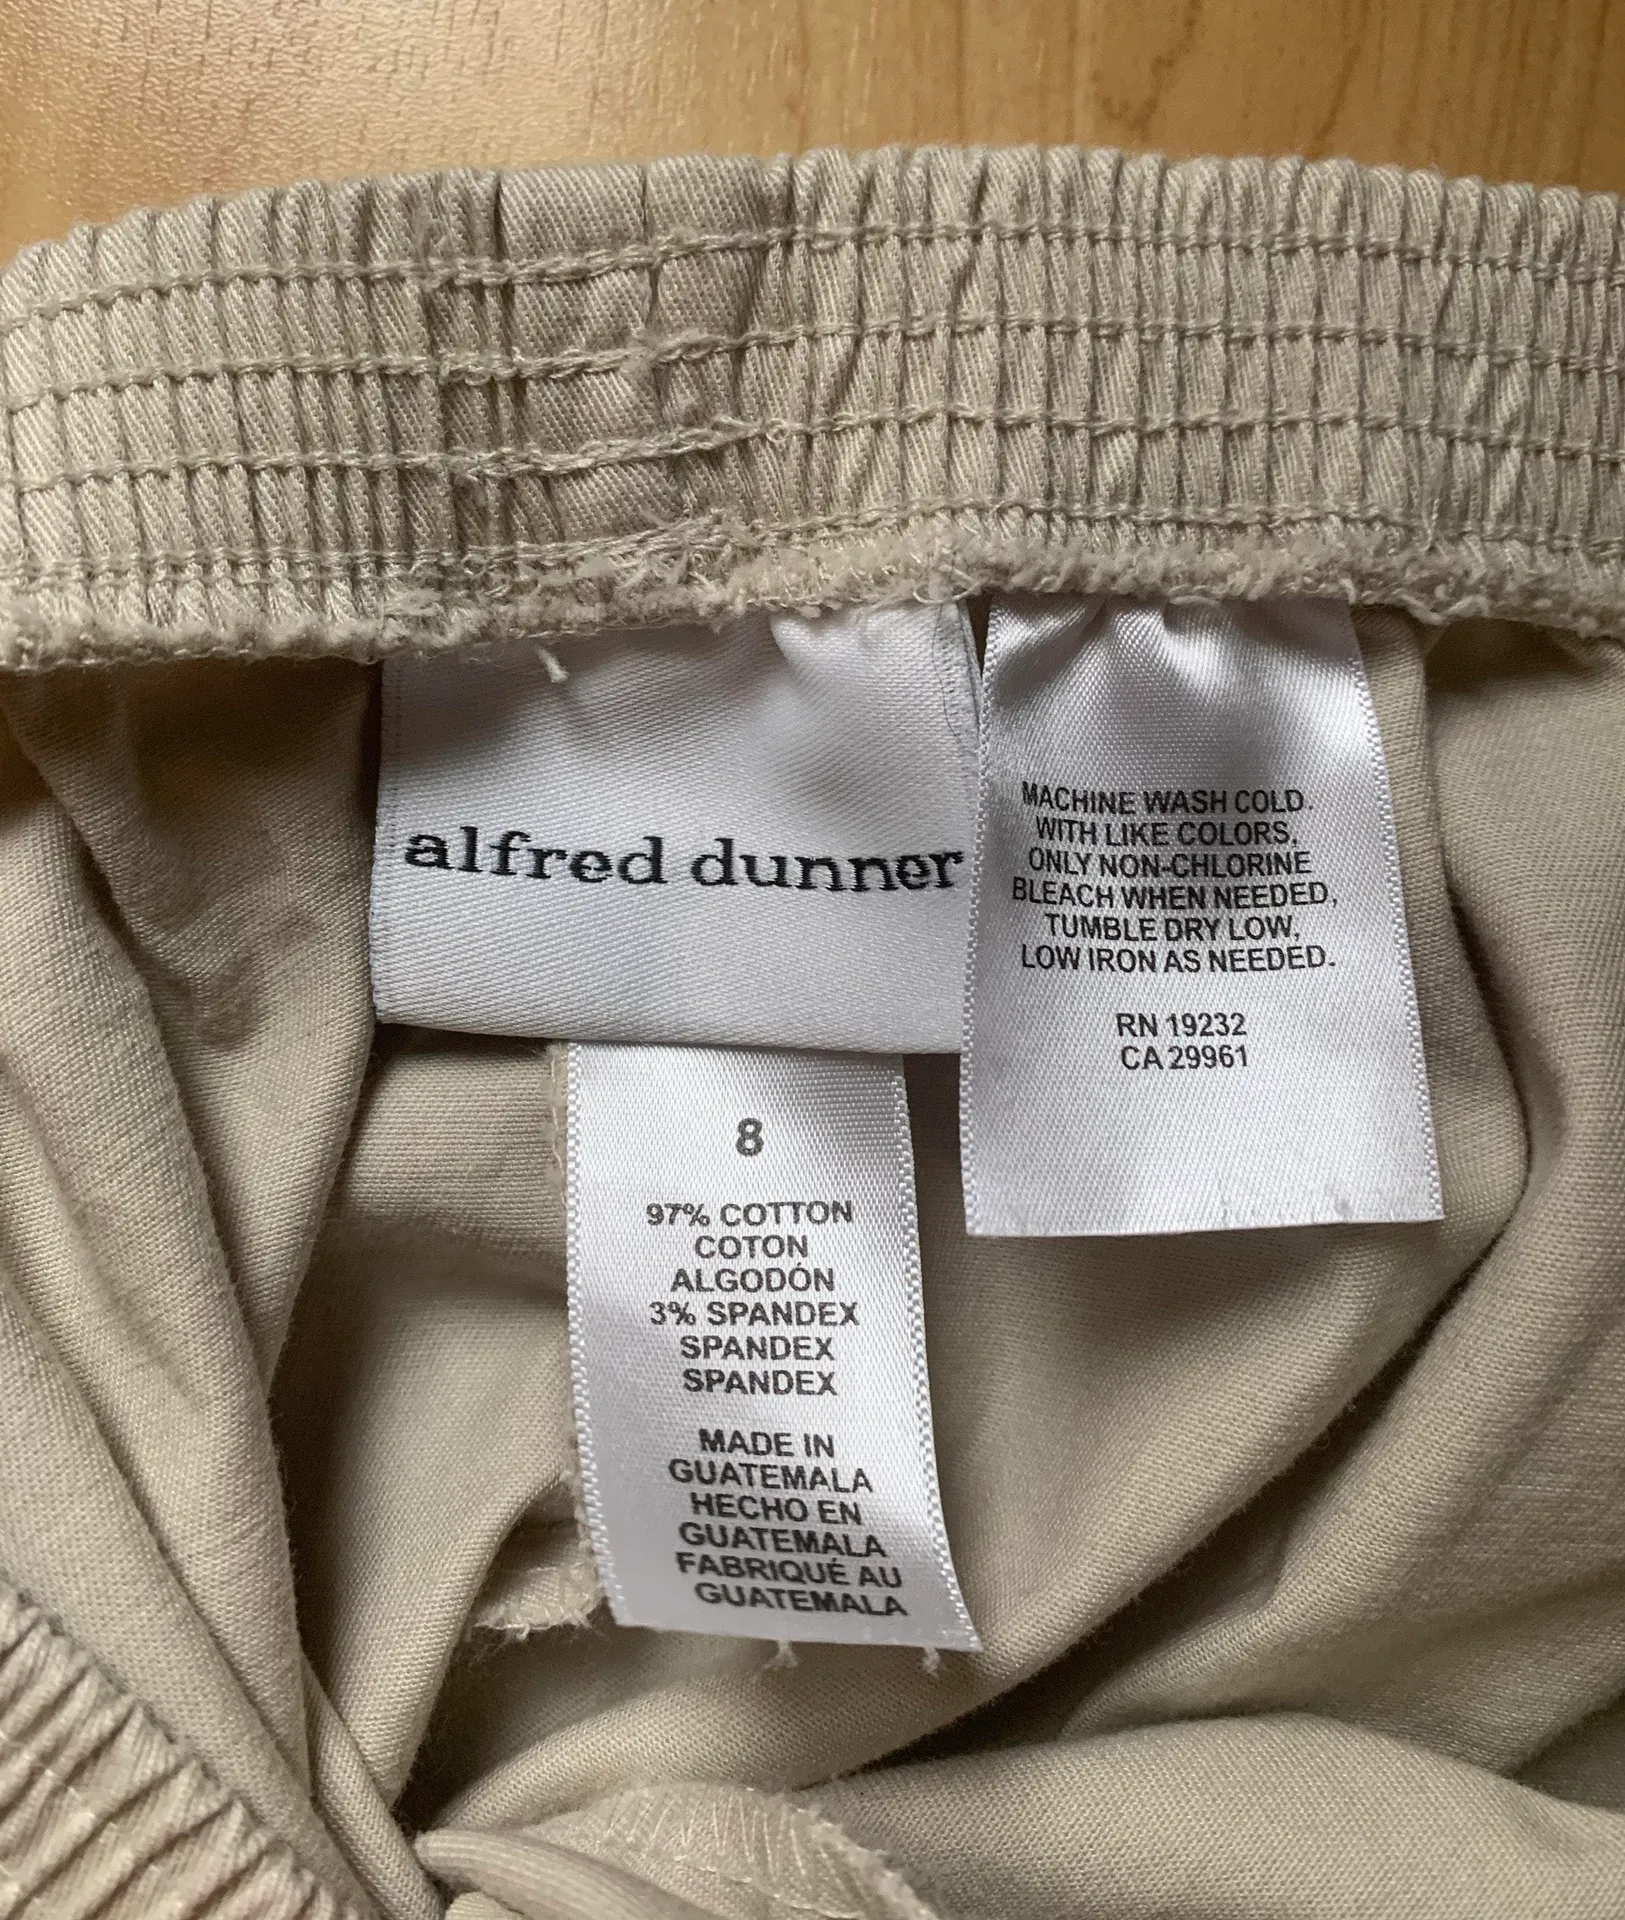 alfred dunner
MACHINE WASH COLD.
WITH LIKE COLORS,
ONLY NON-CHLORINE
BLEACH WHEN NEEDED,
TUMBLE DRY LOW,
LOW IRON AS NEEDED.
RN 19232
CA 29961
8
97% COTTON
COTON
ALGODÓN
3% SPANDEX
SPANDEX
SPANDEX
MADE IN
GUATEMALA
HECHO EN
GUATEMALA
FABRIQUÉ AU
GUATEMALA